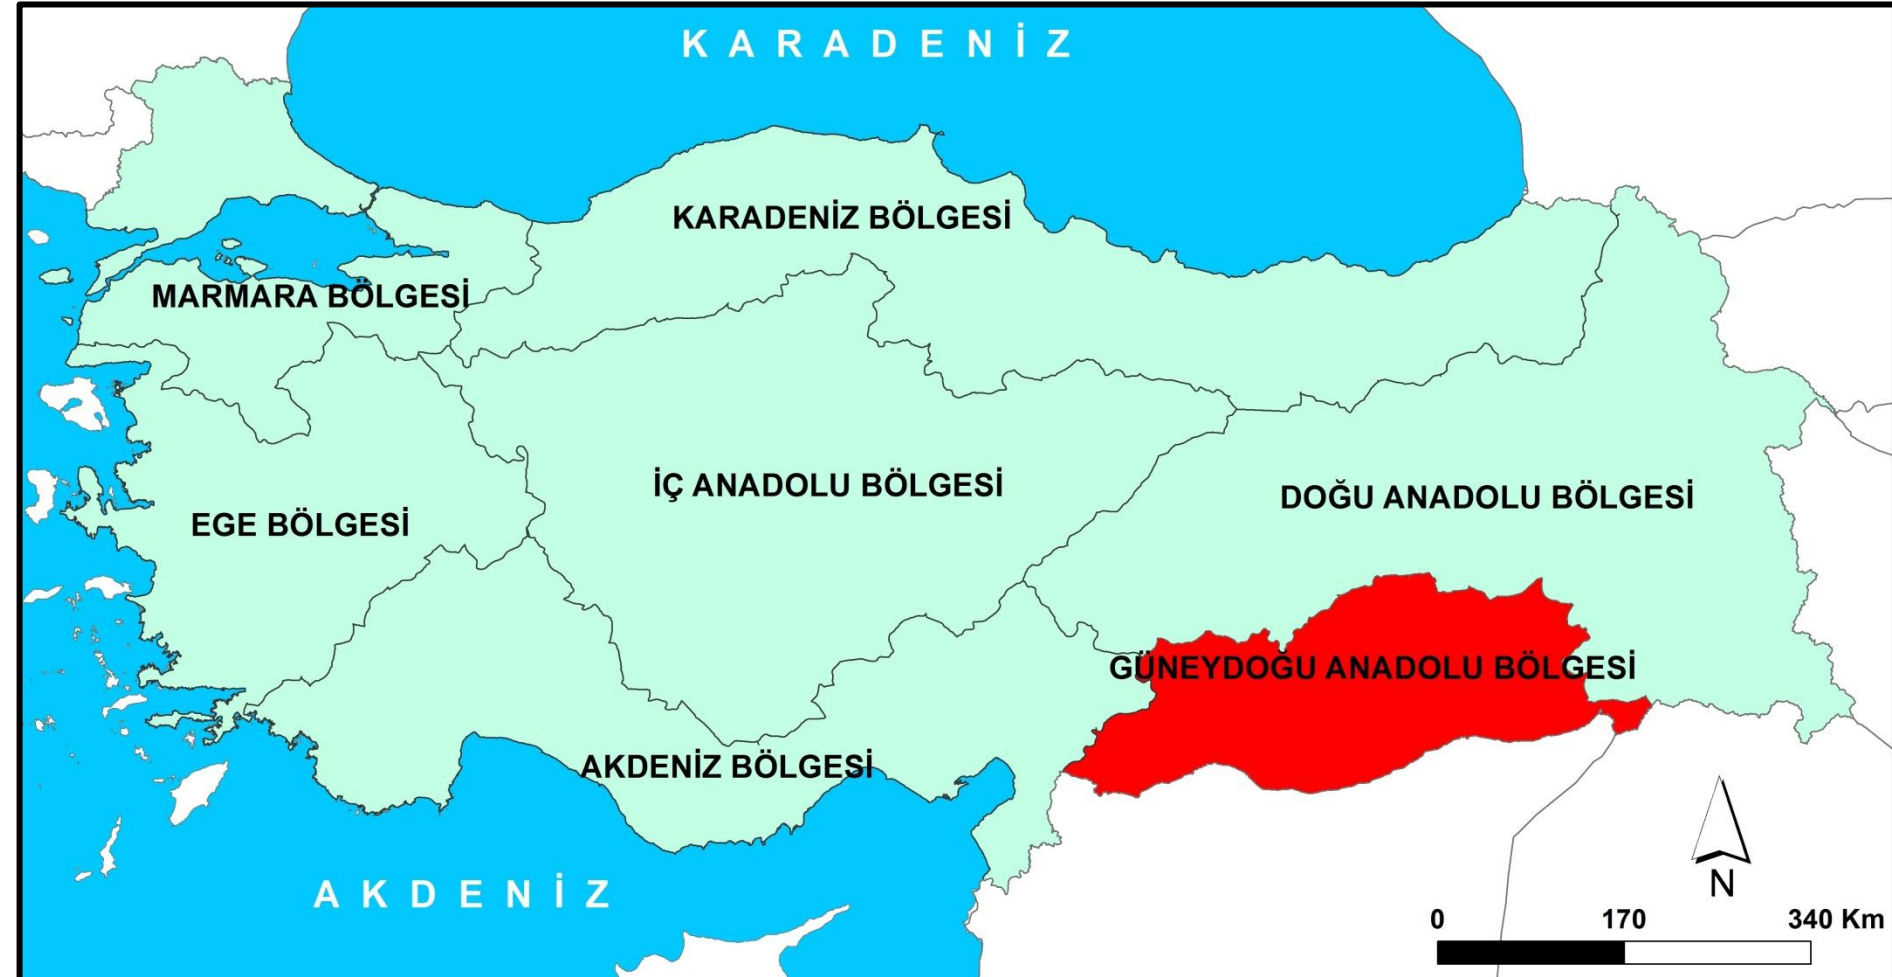 K A R A D E N İ Z
KARADENİZ BÖLGESİ
MARMARA BÖLGESİ
İÇ ANADOLU BÖLGESİ
DOĞU ANADOLU BÖLGESİ
EGE BÖLGESİ
GÜNEYDOĞU ANADOLU BÖLGESİ
AKDENİZ BÖLGESİ
A K D E N İ Z
N
0 170 340 Km